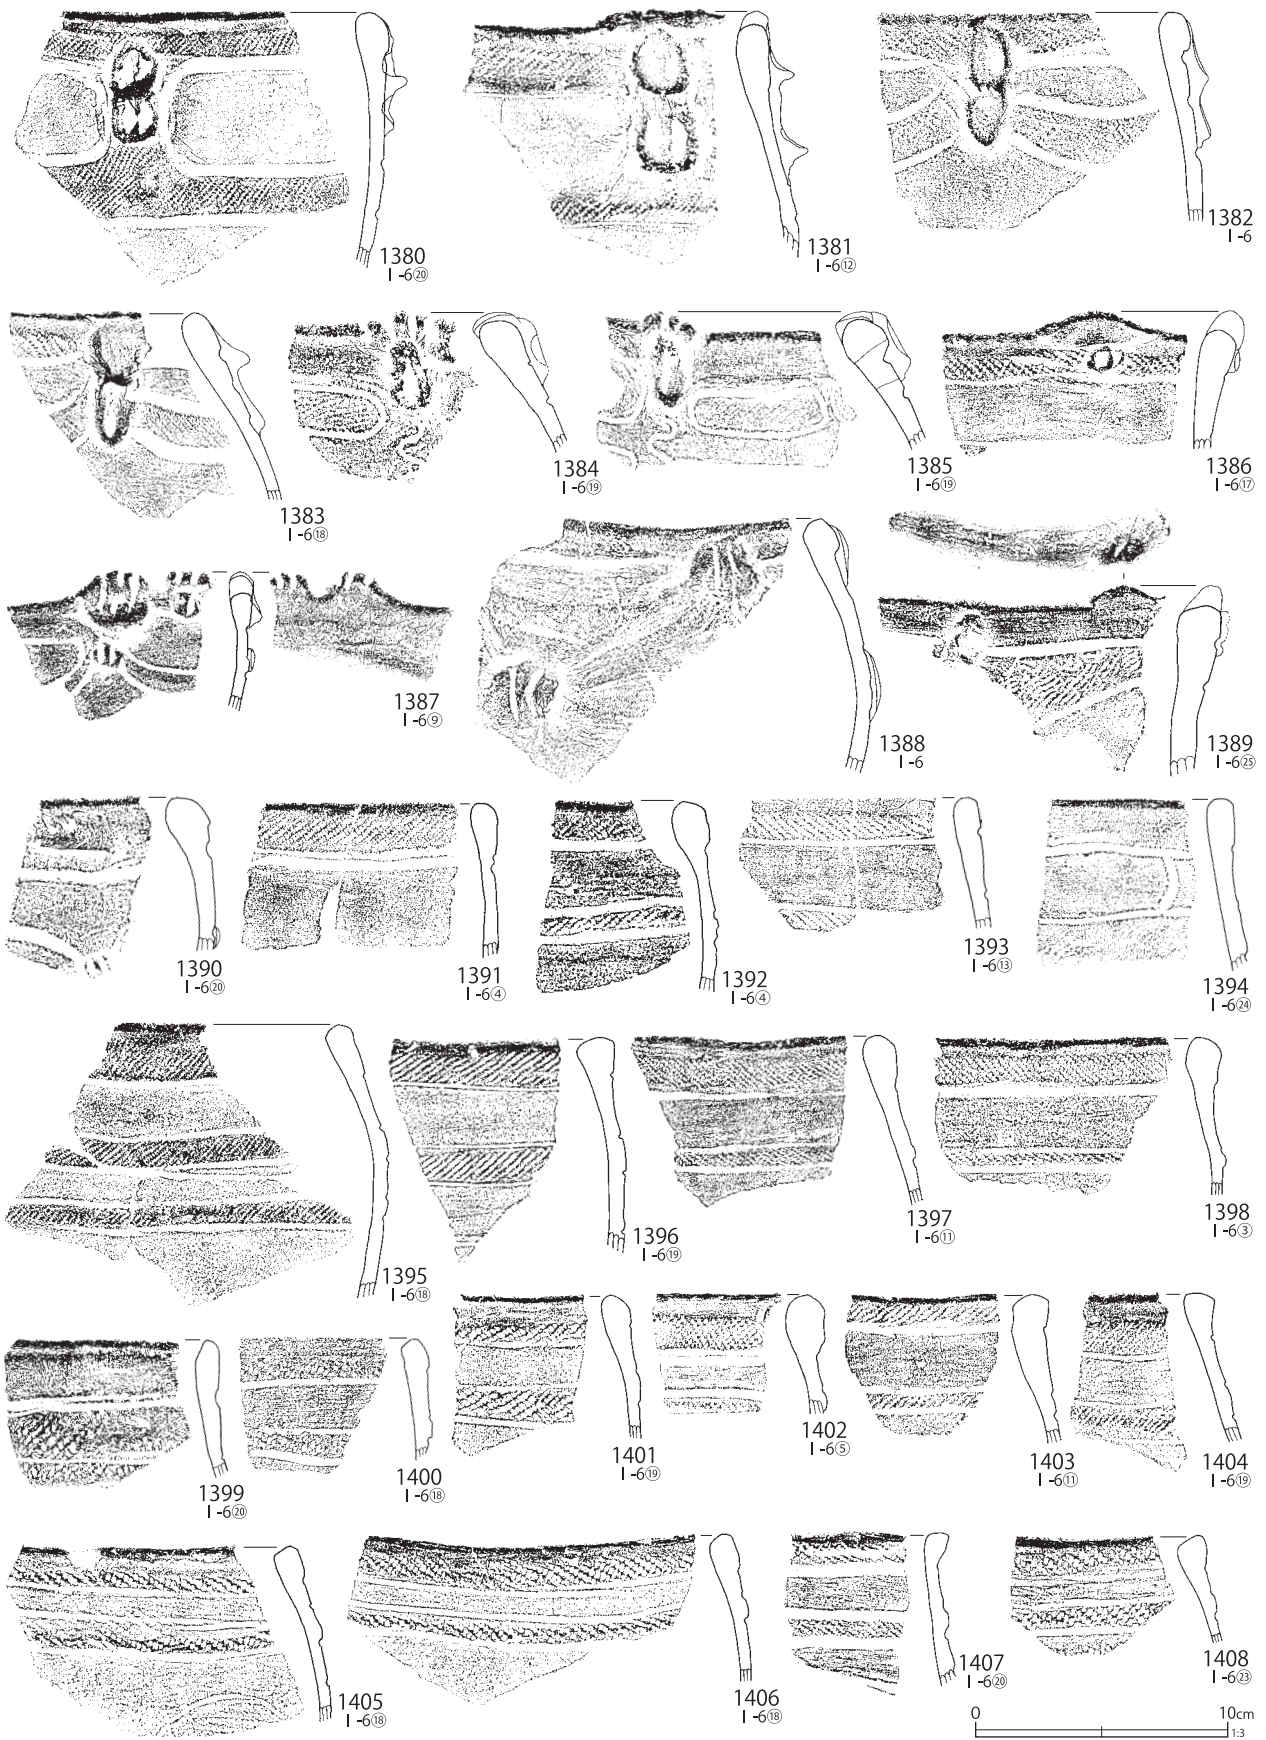 1380
I -6⑳
1381
I -6⑫
1382
I -6
1383
I -6⑱
1384
I -6⑲
1385
I -6⑲
1386
I -6⑰
1387
I -6⑨
1388
I -6
1389
I -6㉕
1390
I -6⑳
1391
I -6④
1392
I -6④
1393
I -6⑬
1394
I -6㉔
1395
I -6⑱
1396
I -6⑲
1397
I -6⑪
1398
I -6③
1399
I -6⑳
1400
I -6⑱
1401
I -6⑲
1402
I -6⑤
1403
I -6⑪
1404
I -6⑲
1405
I -6⑱
1406
I -6⑱
1407
I -6⑳
1408
I -6㉓
0 10cm
1:3